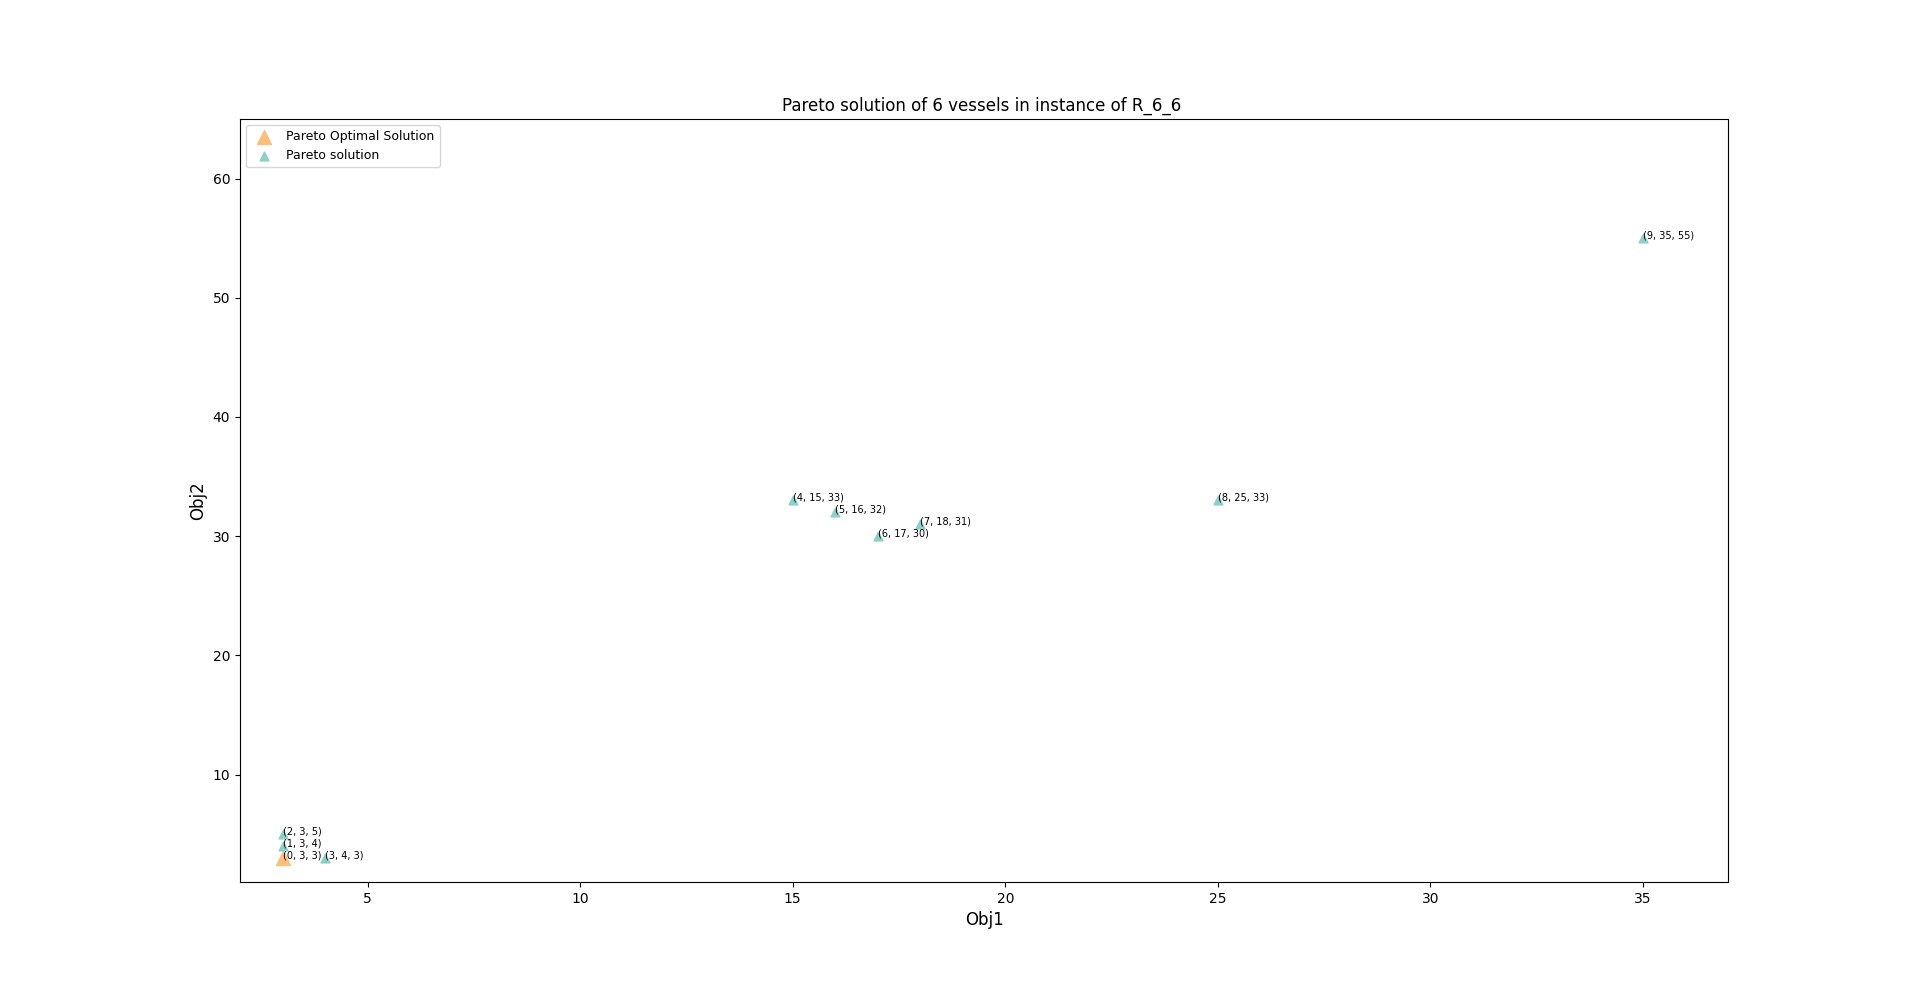 Pareto solution of 6 vessels in instance of R_6_6
Pareto Optimal Solution
Pareto solution
60
50
40
30
20
10
Obj2
(9, 35, 55)
(4, 15, 33)
(8, 25, 33)
(5, 16, 32)
(7, 18, 31)
(6, 17, 30)
(2, 3, 5)
(1, 3, 4)
(0, 3, 3) (3, 4, 3)
5 10 15 20 25 30 35
Obj1